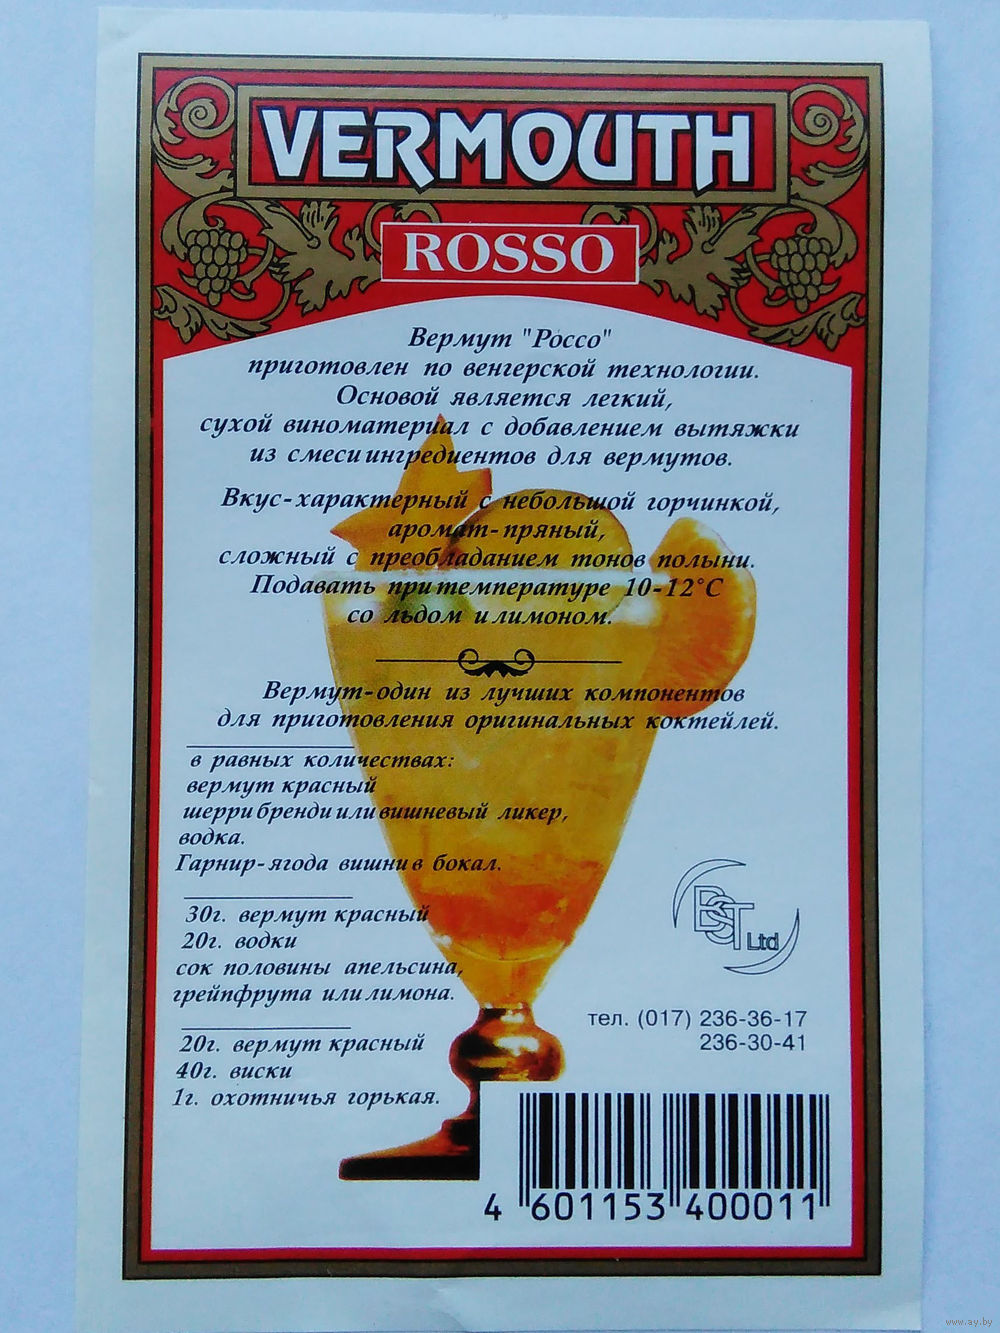 VERMOUTH
ROSSO
Вермут "Россо"
приготовлен по венгерской технологии.
Основой является легкий,
сухой виноматериал с добавлением вытяжки
из смеси ингредиентов для вермутов.
Вкус-характерный с небольшой горчинкой,
аромат-пряный,
сложный с преобладанием тонов полыни.
Подавать при температуре 10-12°С
со льдом и лимоном.
Вермут-один из лучших компонентов
для приготовления оригинальных коктейлей.
в равных количествах:
вермут красный
шерри бренди или вишневый ликер,
водка.
Гарнир-ягода вишни в бокал.
30г. вермут красный
20г. водки
сок половины апельсина,
грейпфрута или лимона.
20г. вермут красный
40г. виски
1г. охотничья горькая.
BST Ltd
тел. (017) 236-36-17
236-30-41
4 601153 400011
www.ay.by